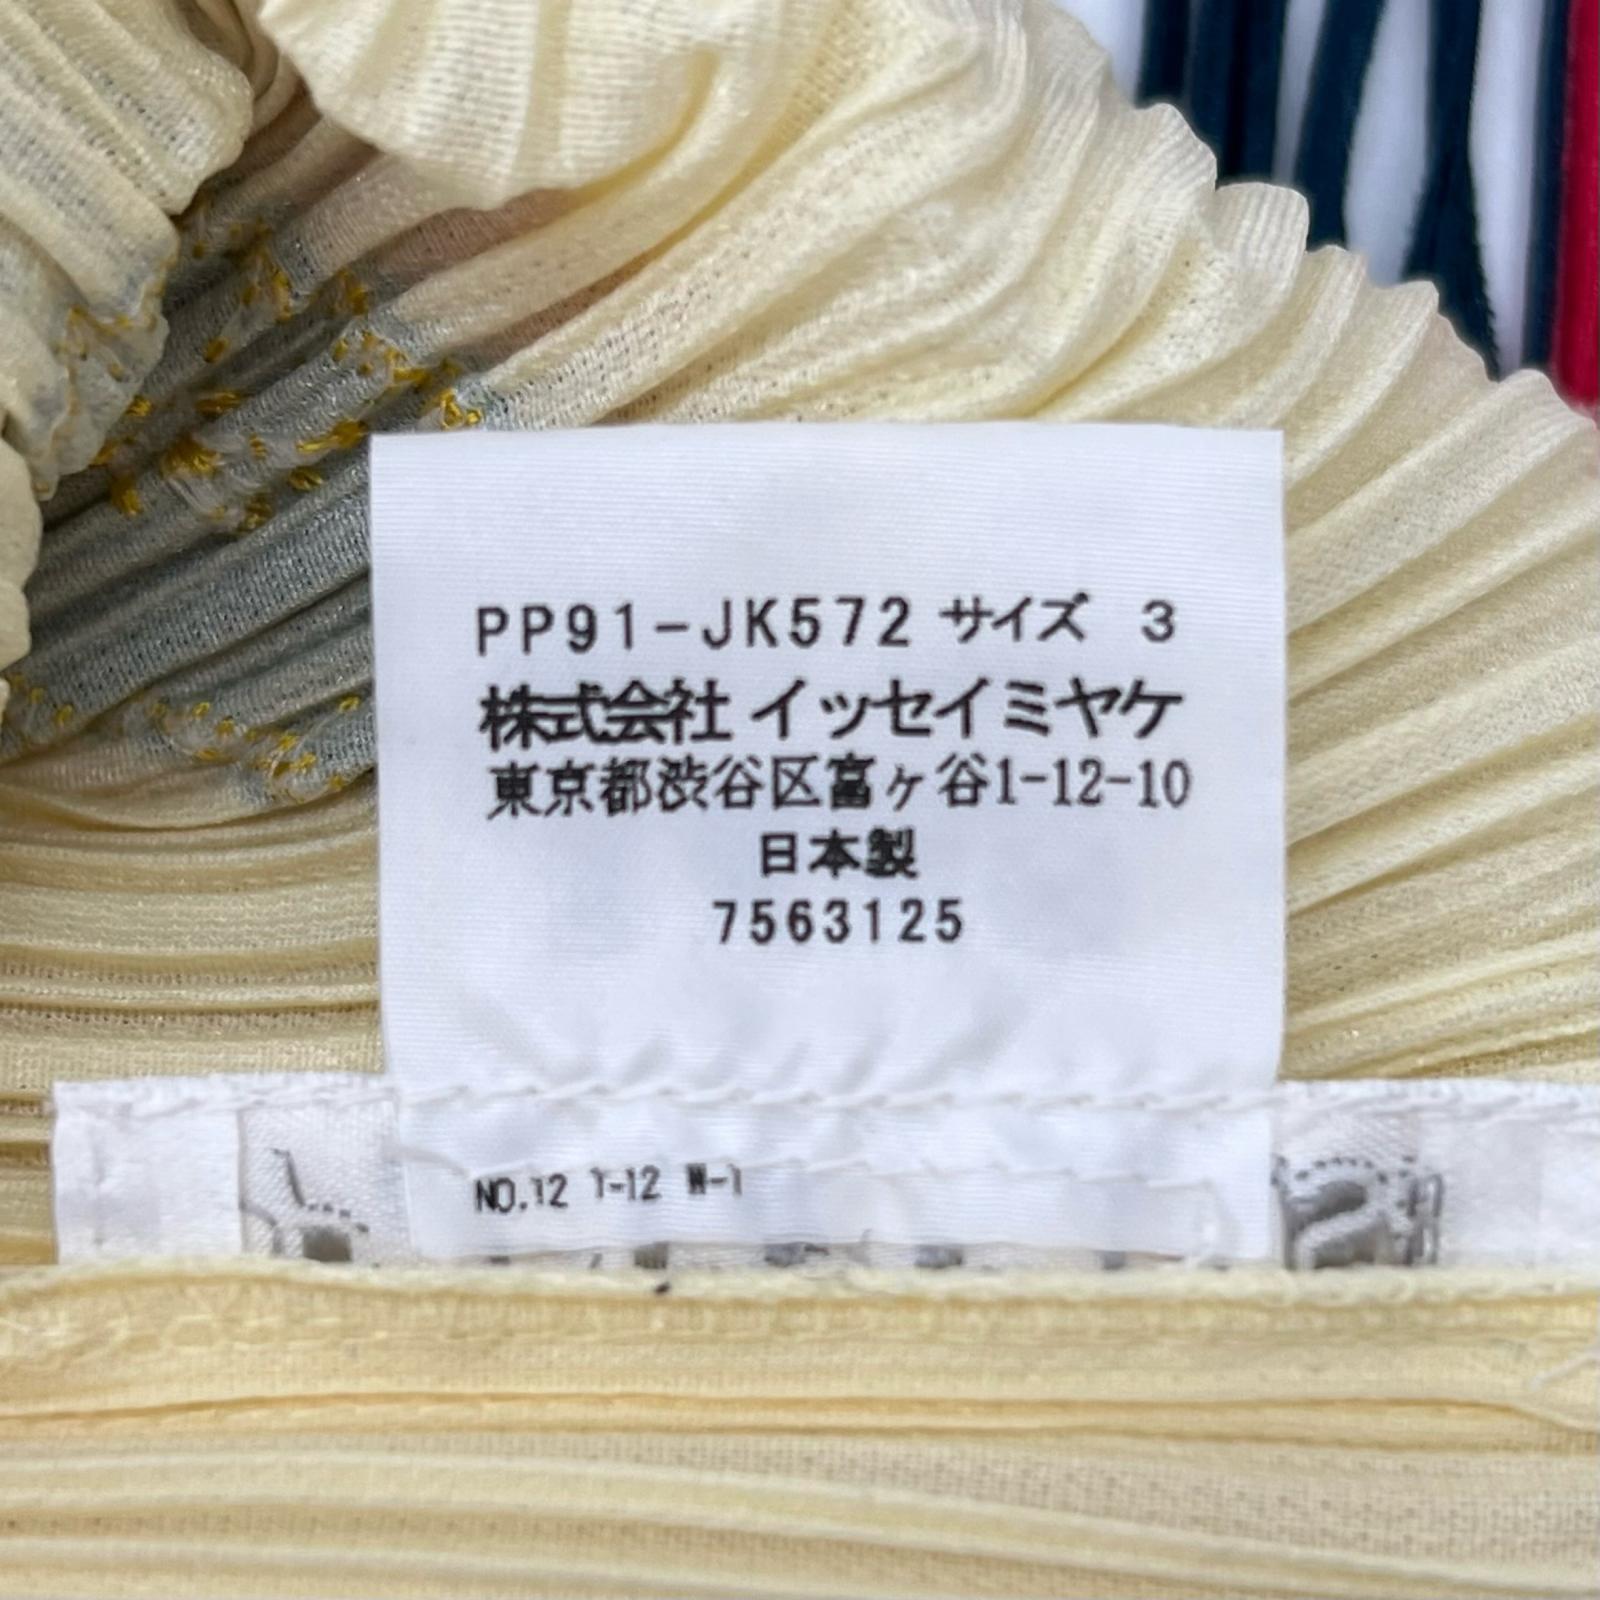 PP91-JK572 サイズ 3
株式会社 イッセイミヤケ
東京都渋谷区富ヶ谷1-12-10
日本製
7563125
NO.12 1-12 W-1